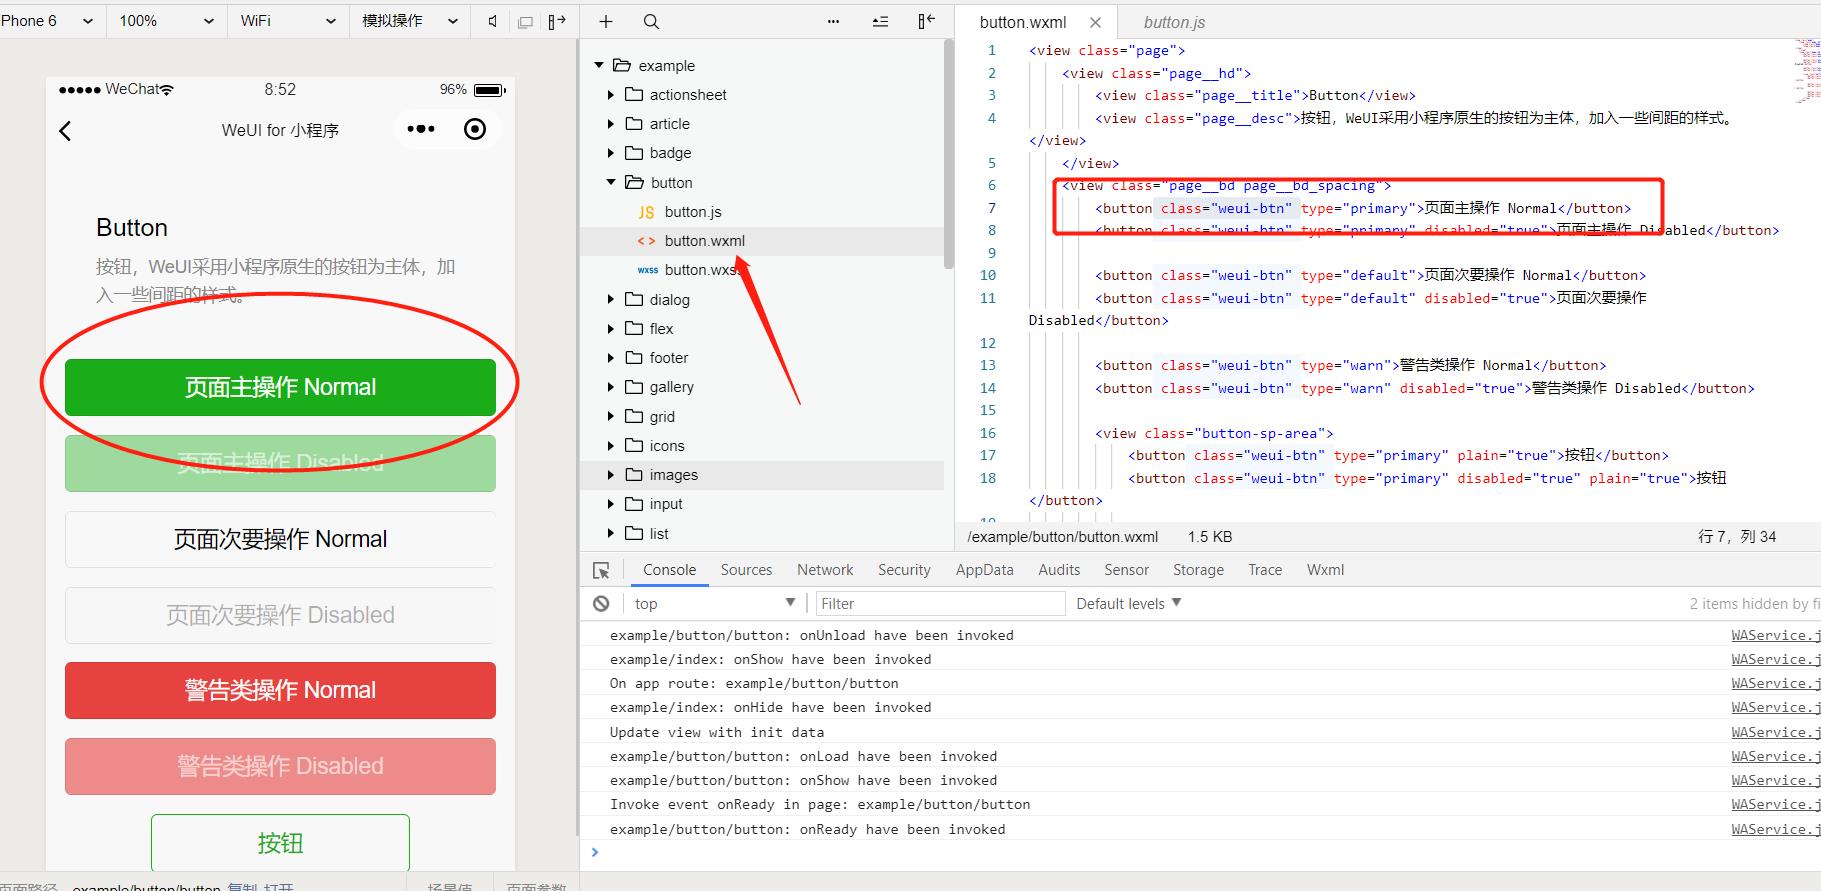 Phone 6
100%
WiFi
模拟操作
WeChat
8:52
96%
WeUI for 小程序
Button
按钮，WeUI采用小程序原生的按钮为主体，加
入一些间距的样式。
页面主操作 Normal
页面主操作 Disabled
页面次要操作 Normal
页面次要操作 Disabled
警告类操作 Normal
警告类操作 Disabled
按钮
页面路径
example/button/button
复制
打开
场景值
页面参数
example
actionsheet
article
badge
button
JS button.js
<> button.wxml
wxss button.wxs
dialog
flex
footer
gallery
grid
icons
images
input
list
button.wxml
button.js
1 <view class="page">
2 <view class="page__hd">
3 <view class="page__title">Button</view>
4 <view class="page__desc">按钮，WeUI采用小程序原生的按钮为主体，加入一些间距的样式。
</view>
5 </view>
6 <view class="page__bd page__bd_spacing">
7 <button class="weui-btn" type="primary">页面主操作 Normal</button>
8 <button class="weui-btn" type="primary" disabled="true">页面主操作 Disabled</button>
9
10 <button class="weui-btn" type="default">页面次要操作 Normal</button>
11 <button class="weui-btn" type="default" disabled="true">页面次要操作
Disabled</button>
12
13 <button class="weui-btn" type="warn">警告类操作 Normal</button>
14 <button class="weui-btn" type="warn" disabled="true">警告类操作 Disabled</button>
15
16 <view class="button-sp-area">
17 <button class="weui-btn" type="primary" plain="true">按钮</button>
18 <button class="weui-btn" type="primary" disabled="true" plain="true">按钮
</button>
19
/example/button/button.wxml
1.5 KB
行 7，列 34
Console Sources Network Security AppData Audits Sensor Storage Trace Wxml
top
Filter
Default levels
2 items hidden by fi
example/button/button: onUnload have been invoked WAService.j
example/index: onShow have been invoked WAService.j
On app route: example/button/button WAService.j
example/index: onHide have been invoked WAService.j
Update view with init data WAService.j
example/button/button: onLoad have been invoked WAService.j
example/button/button: onShow have been invoked WAService.j
Invoke event onReady in page: example/button/button WAService.j
example/button/button: onReady have been invoked WAService.j